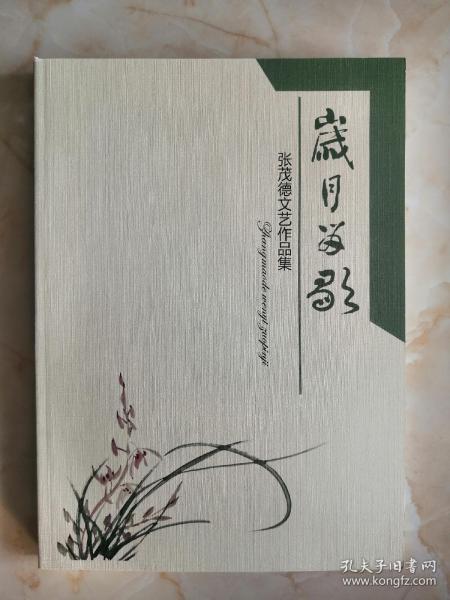 歲月留歌
张茂德文艺作品集
Zhangmaode wenyi zuopinji
孔夫子旧书网
www.kongfz.com